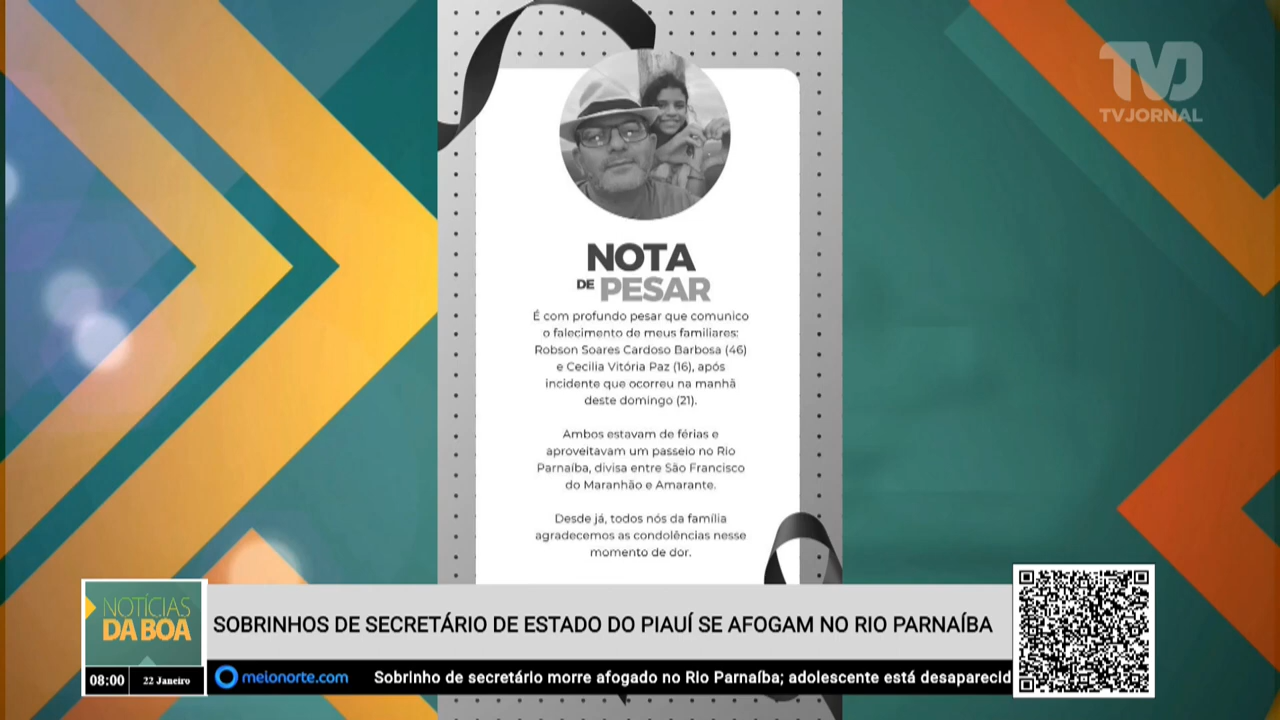 TVJ
TVJORNAL
NOTA
DE PESAR
É com profundo pesar que comunico
o falecimento de meus familiares:
Robson Soares Cardoso Barbosa (46)
e Cecilia Vitória Paz (16), após
incidente que ocorreu na manhã
deste domingo (21).
Ambos estavam de férias e
aproveitavam um passeio no Rio
Parnaíba, divisa entre São Francisco
do Maranhão e Amarante.
Desde já, todos nós da família
agradecemos as condolências nesse
momento de dor.
NOTÍCIAS
DA BOA
SOBRINHOS DE SECRETÁRIO DE ESTADO DO PIAUÍ SE AFOGAM NO RIO PARNAÍBA
08:00 22 Janeiro
meionorte.com Sobrinho de secretário morre afogado no Rio Parnaíba; adolescente está desaparecid